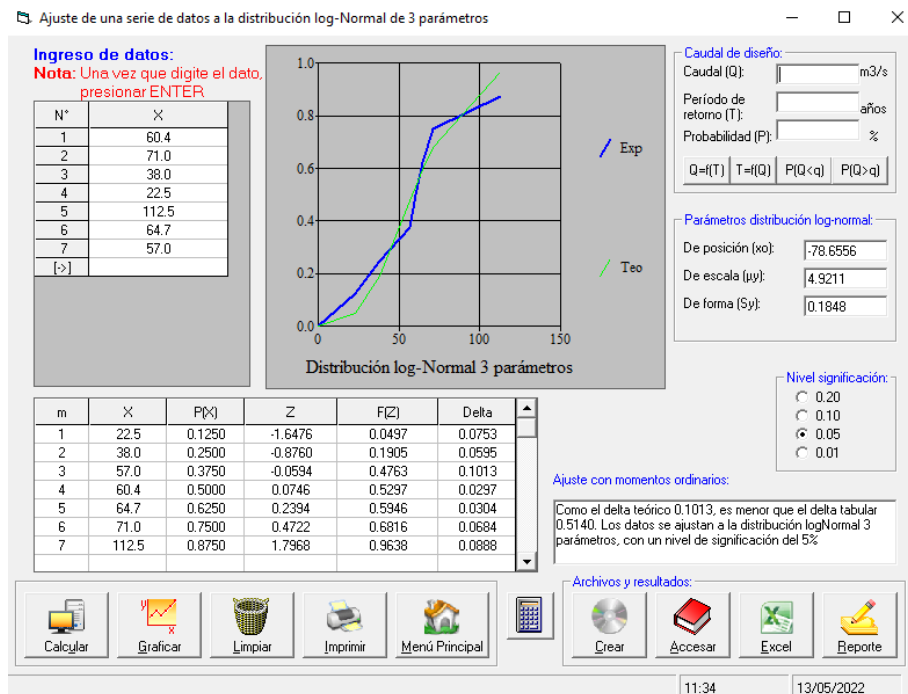 Ajuste de una serie de datos a la distribución log-Normal de 3 parámetros
Ingreso de datos:
Nota: Una vez que digite el dato,
presionar ENTER
N° X
1 60.4
2 71.0
3 38.0
4 22.5
5 112.5
6 64.7
7 57.0
[->]
1.0
0.8
0.6
0.4
0.2
0.0
0 50 100 150
Exp
Teo
Distribución log-Normal 3 parámetros
Caudal de diseño:
Caudal (Q): m3/s
Período de
retorno (T): años
Probabilidad (P): %
Q=f(T) T=f(Q) P(Q<q) P(Q>q)
Parámetros distribución log-normal:
De posición (xo): -78.6556
De escala (µy): 4.9211
De forma (Sy): 0.1848
Nivel significación:
0.20
0.10
0.05
0.01
m X P(X) Z F(Z) Delta
1 22.5 0.1250 -1.6476 0.0497 0.0753
2 38.0 0.2500 -0.8760 0.1905 0.0595
3 57.0 0.3750 -0.0594 0.4763 0.1013
4 60.4 0.5000 0.0746 0.5297 0.0297
5 64.7 0.6250 0.2394 0.5946 0.0304
6 71.0 0.7500 0.4722 0.6816 0.0684
7 112.5 0.8750 1.7968 0.9638 0.0888
Ajuste con momentos ordinarios:
Como el delta teórico 0.1013, es menor que el delta tabular
0.5140. Los datos se ajustan a la distribución logNormal 3
parámetros, con un nivel de significación del 5%
Calcular
Graficar
Limpiar
Imprimir
Menú Principal
Archivos y resultados:
Crear
Accesar
Excel
Reporte
11:34 13/05/2022